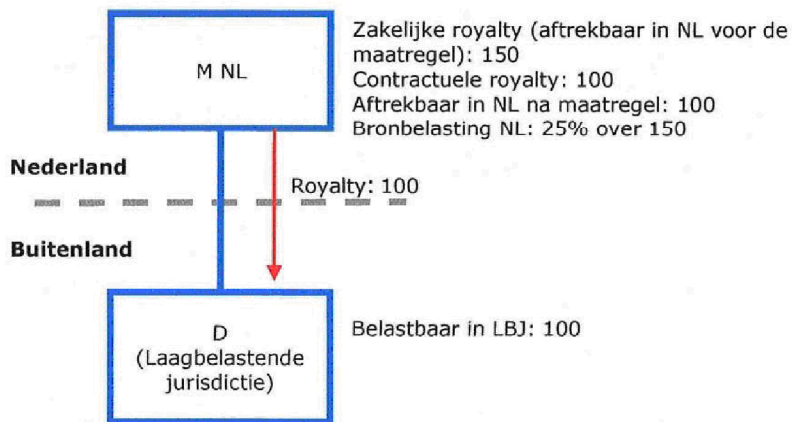 M NL
Zakelijke royalty (aftrekbaar in NL voor de
maatregel): 150
Contractuele royalty: 100
Aftrekbaar in NL na maatregel: 100
Bronbelasting NL: 25% over 150
Nederland
Royalty: 100
Buitenland
D
(Laagbelastende
jurisdictie)
Belastbaar in LBJ: 100